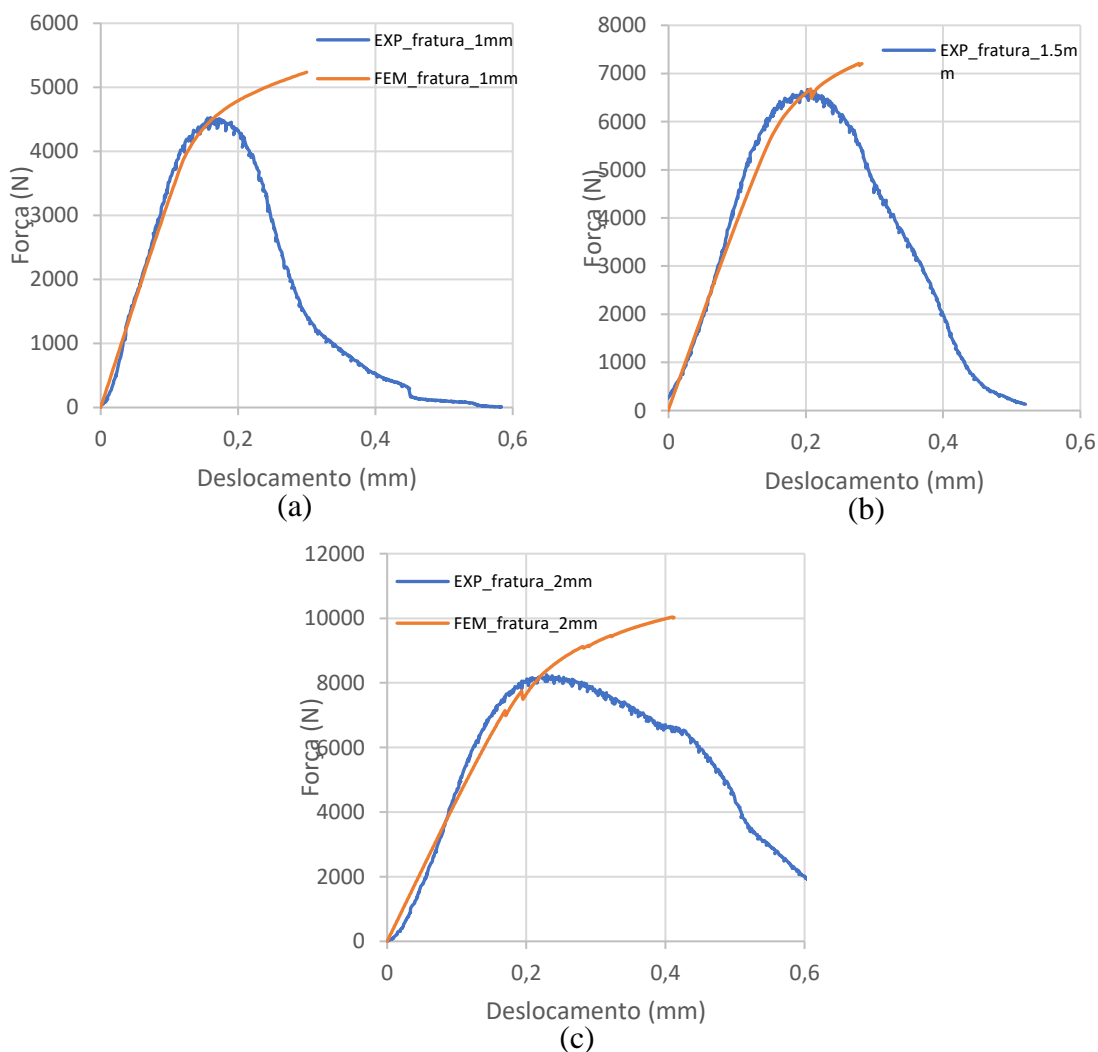 6000
5000
4000
3000
2000
1000
0
Força (N)
EXP_fratura_1mm
FEM_fratura_1mm
0 0,2 0,4 0,6
Deslocamento (mm)
(a)
8000
7000
6000
5000
4000
3000
2000
1000
0
Força (N)
EXP_fratura_1.5m
m
0 0,2 0,4 0,6
Deslocamento (mm)
(b)
12000
10000
8000
6000
4000
2000
0
Força (N)
EXP_fratura_2mm
FEM_fratura_2mm
0 0,2 0,4 0,6
Deslocamento (mm)
(c)